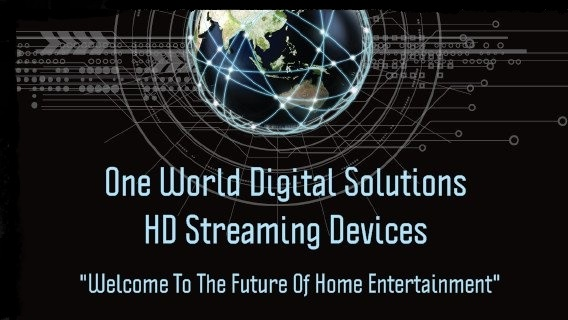 One World Digital Solutions
HD Streaming Devices
"Welcome To The Future Of Home Entertainment"